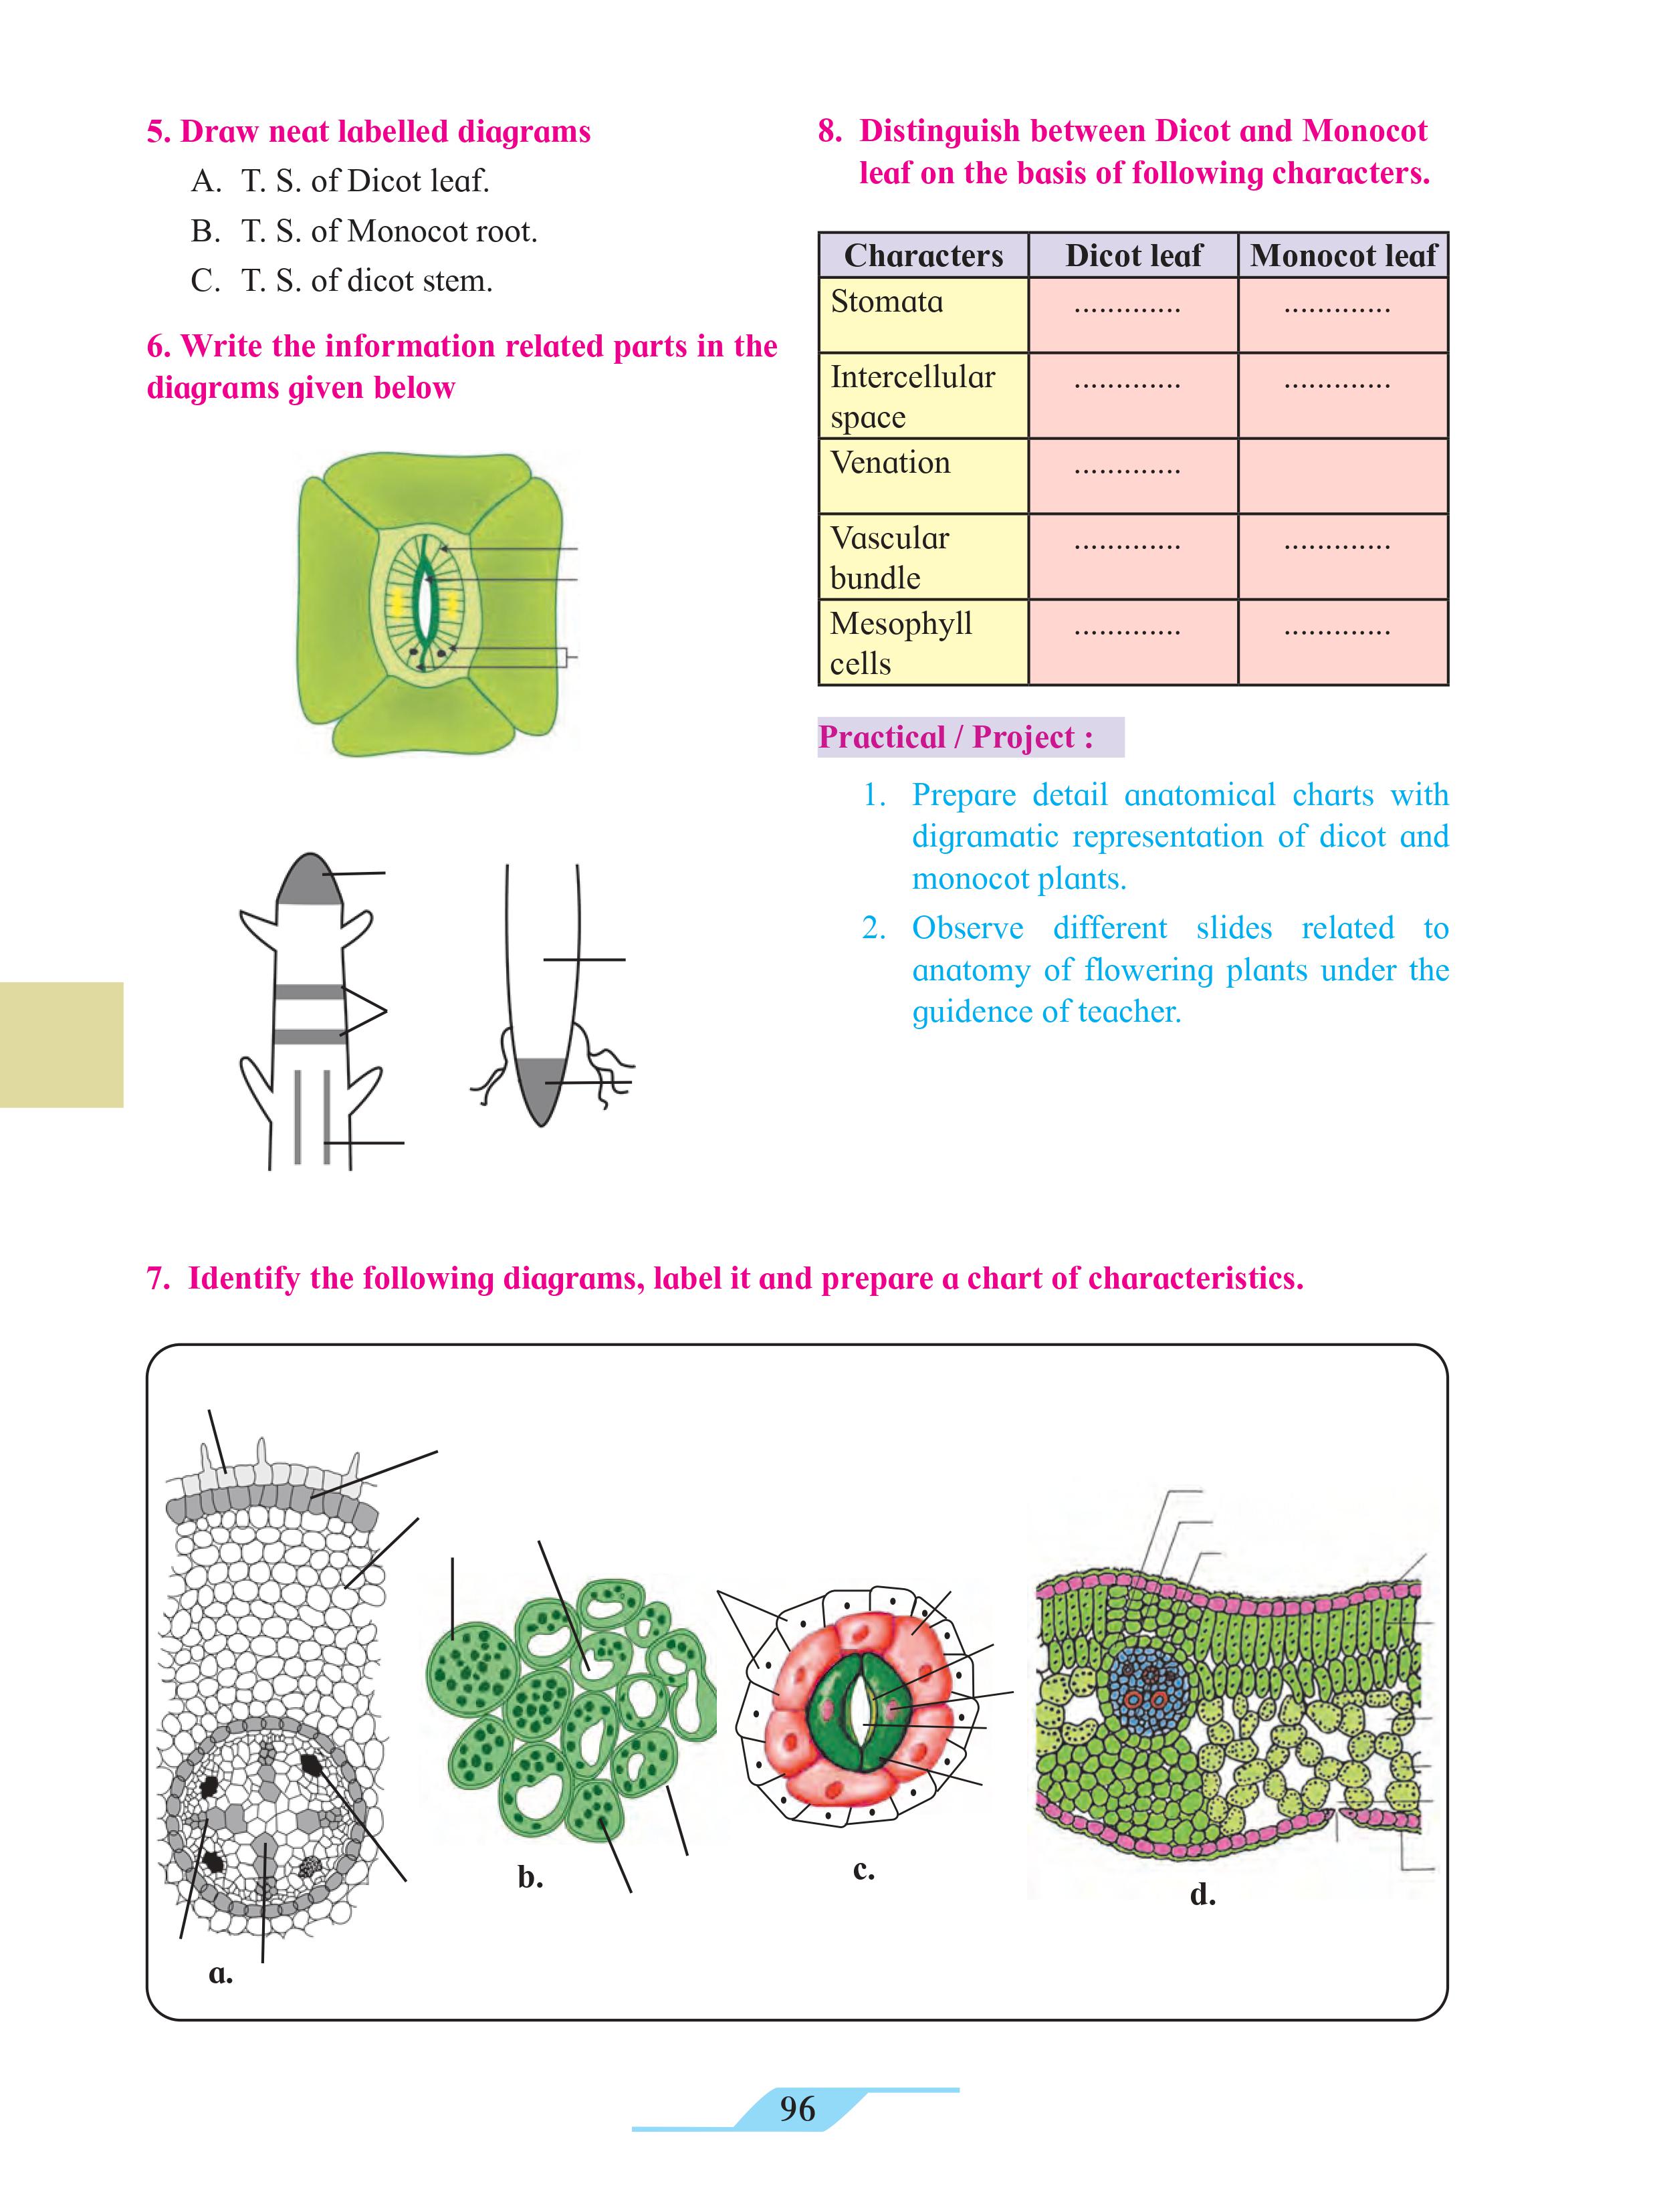 5. Draw neat labelled diagrams
A. T. S. of Dicot leaf.
B. T. S. of Monocot root.
C. T. S. of dicot stem.
6. Write the information related parts in the
diagrams given below
8. Distinguish between Dicot and Monocot
leaf on the basis of following characters.
Characters Dicot leaf Monocot leaf
Stomata ............. .............
Intercellular ............. .............
space
Venation .............
Vascular ............. .............
bundle
Mesophyll ............. .............
cells
Practical / Project :
1. Prepare detail anatomical charts with
digramatic representation of dicot and
monocot plants.
2. Observe different slides related to
anatomy of flowering plants under the
guidence of teacher.
7. Identify the following diagrams, label it and prepare a chart of characteristics.
a.
b.
c.
d.
96